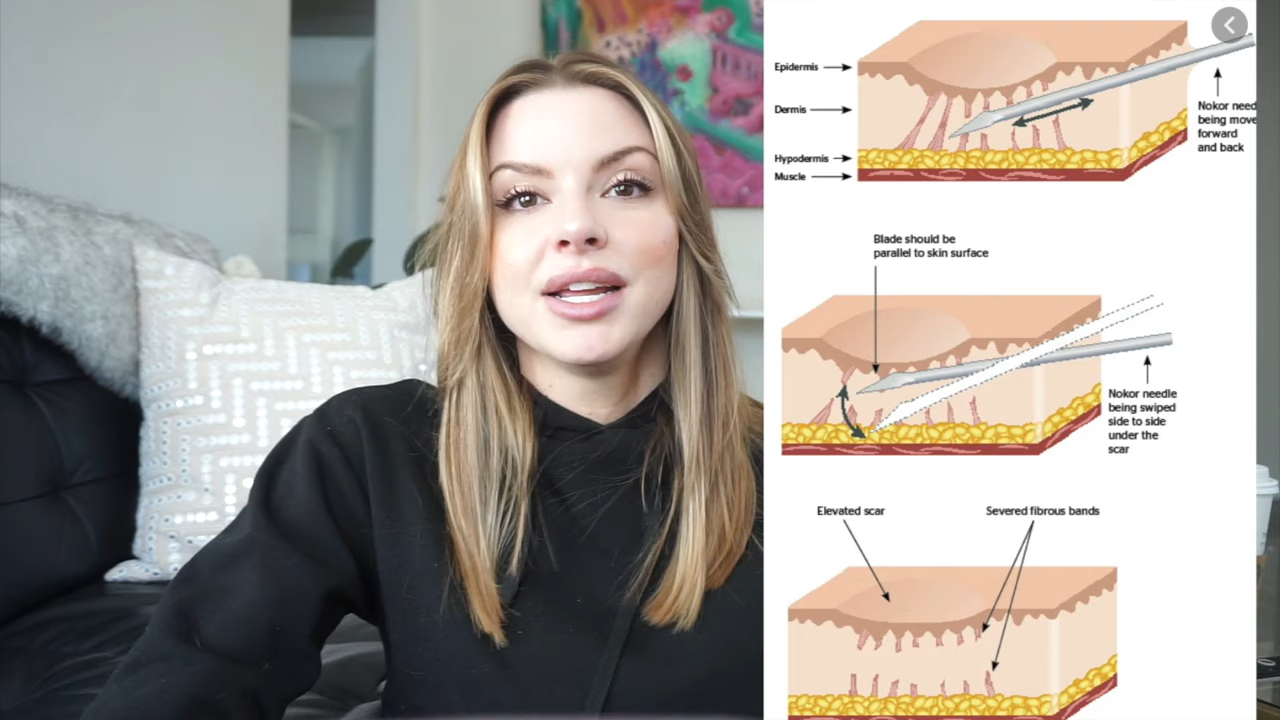 Epidermis
Dermis
Hypodermis
Muscle
Nokor need
being move
forward
and back
Blade should be
parallel to skin surface
Nokor needle
being swiped
side to side
under the
scar
Elevated scar
Severed fibrous bands